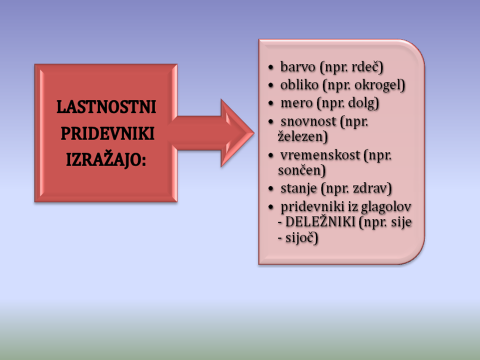 LASTNOSTNI
PRIDEVNIKI
IZRAŽAJO:
• barvo (npr. rdeč)
• obliko (npr. okrogel)
• mero (npr. dolg)
• snovnost (npr.
železen)
• vremenskost (npr.
sončen)
• stanje (npr. zdrav)
• pridevniki iz glagolov
- DELEŽNIKI (npr. sije
- sijoč)